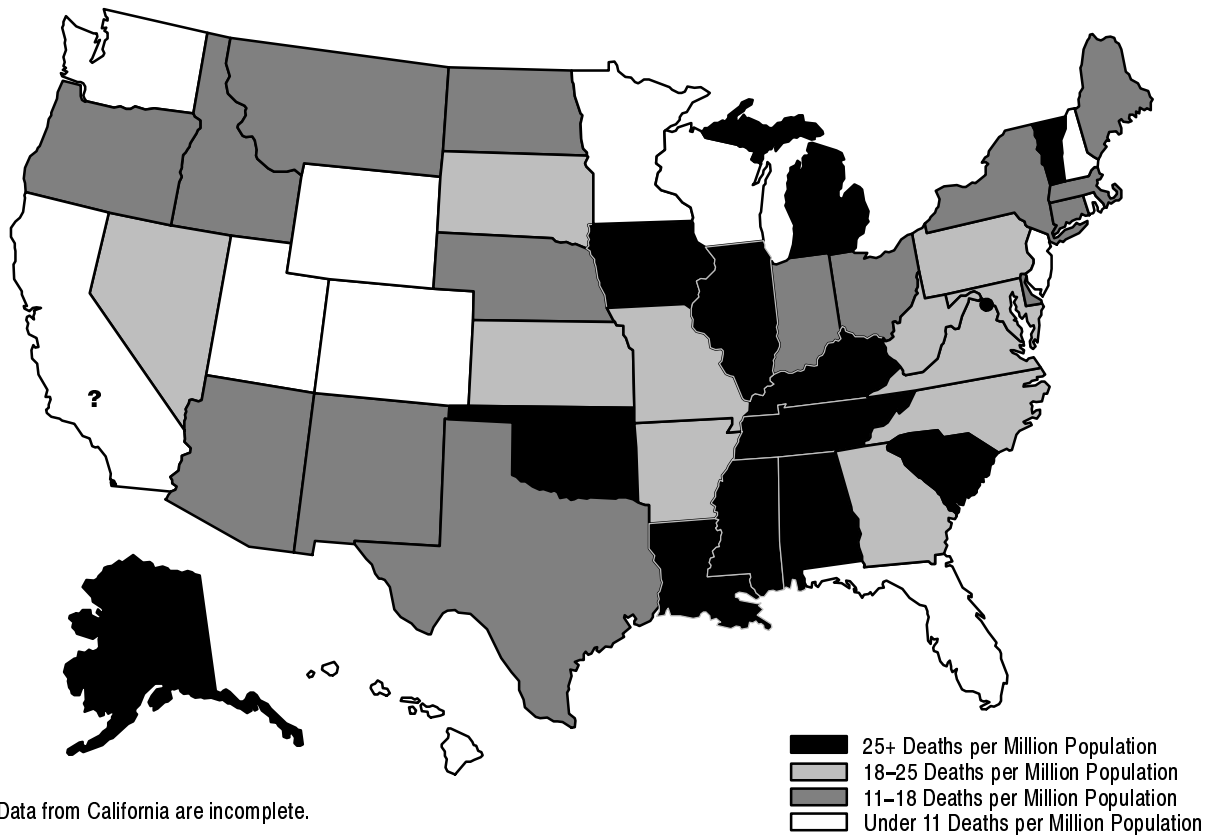 ?
25+ Deaths per Million Population
18–25 Deaths per Million Population
11–18 Deaths per Million Population
Under 11 Deaths per Million Population
Data from California are incomplete.